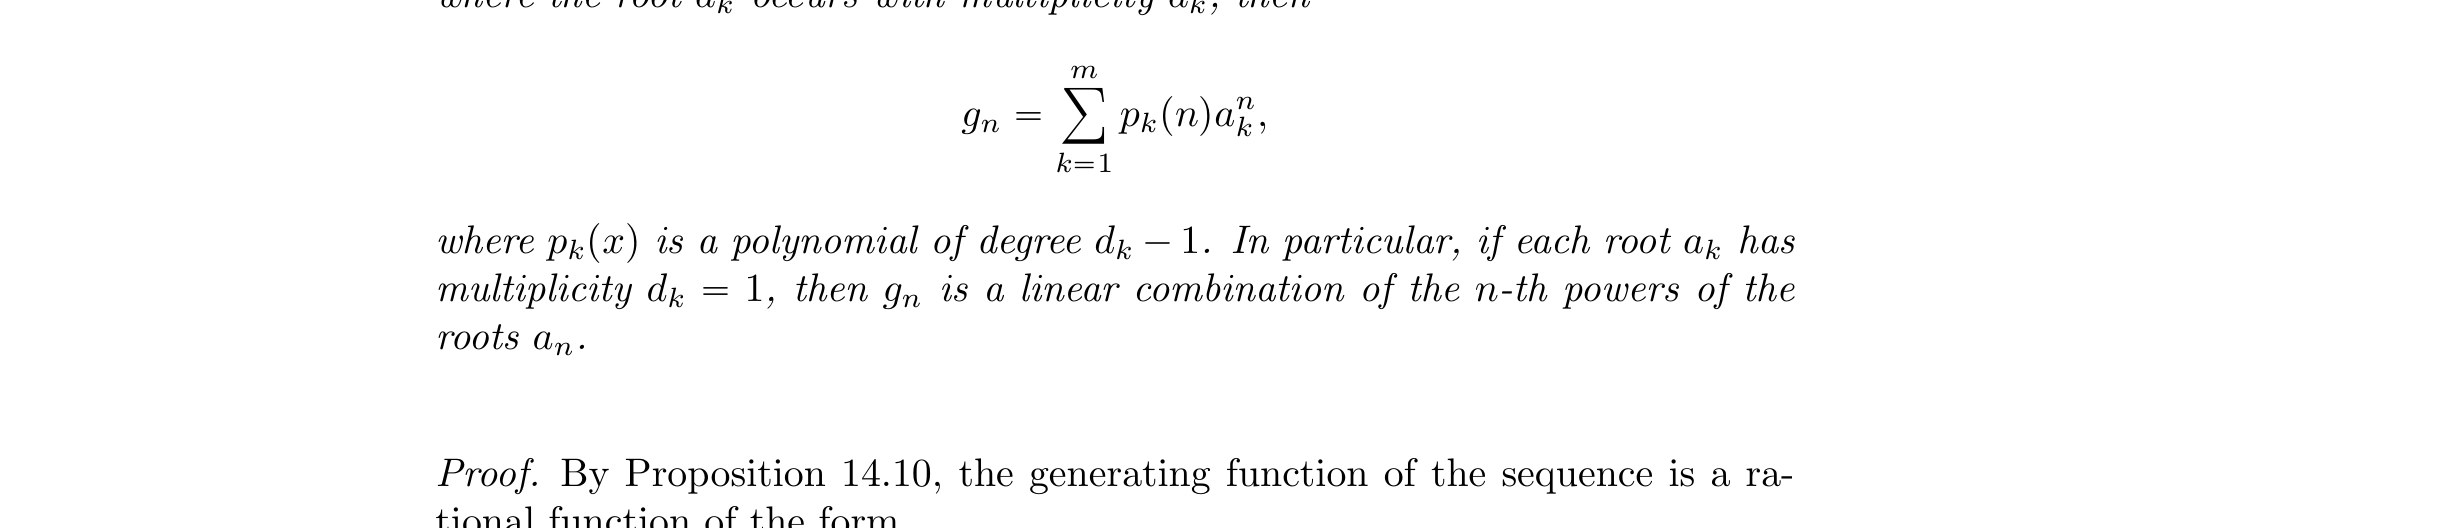 where the root a_k occurs with multiplicity d_k, then
g_n = \sum_{k=1}^{m} p_k(n)a_k^n,
where p_k(x) is a polynomial of degree d_k − 1. In particular, if each root a_k has
multiplicity d_k = 1, then g_n is a linear combination of the n-th powers of the
roots a_n.
Proof. By Proposition 14.10, the generating function of the sequence is a ra-
tional function of the form